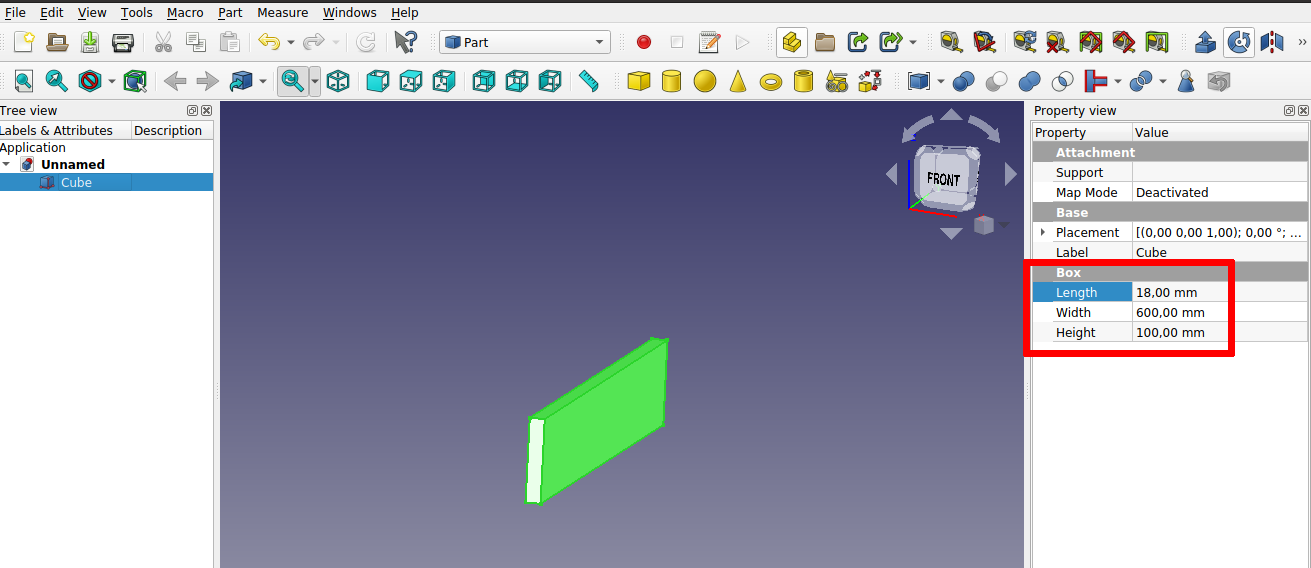 File Edit View Tools Macro Part Measure Windows Help
Part
Tree view
Labels & Attributes Description
Application
Unnamed
Cube
FRONT
Property view
Property Value
Attachment
Support
Map Mode Deactivated
Base
Placement [(0,00 0,00 1,00); 0,00 °; ...
Label Cube
Box
Length 18,00 mm
Width 600,00 mm
Height 100,00 mm